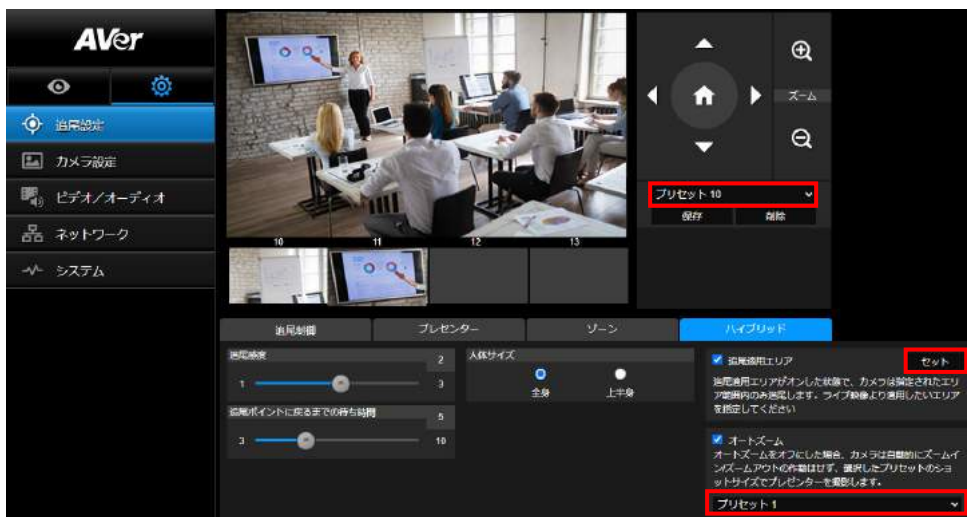 AVer
追尾設定
カメラ設定
ビデオ/オーディオ
ネットワーク
システム
ズーム
プリセット 10
保存 削除
10 11 12 13
追尾制御 プレゼンター ゾーン ハイブリッド
追尾感度 2
1 3
追尾ポイントに戻るまでの待ち時間 5
3 10
人体サイズ
全身 上半身
追尾適用エリア セット
追尾適用エリアがオンした状態で、カメラは指定されたエリ
ア範囲内のみ追尾します。ライブ映像より適用したいエリア
を指定してください
オートズーム
オートズームをオフにした場合、カメラは自動的にズームイ
ン/ズームアウトの作動はせず、選択したプリセットのショ
ットサイズでプレゼンターを撮影します。
プリセット 1